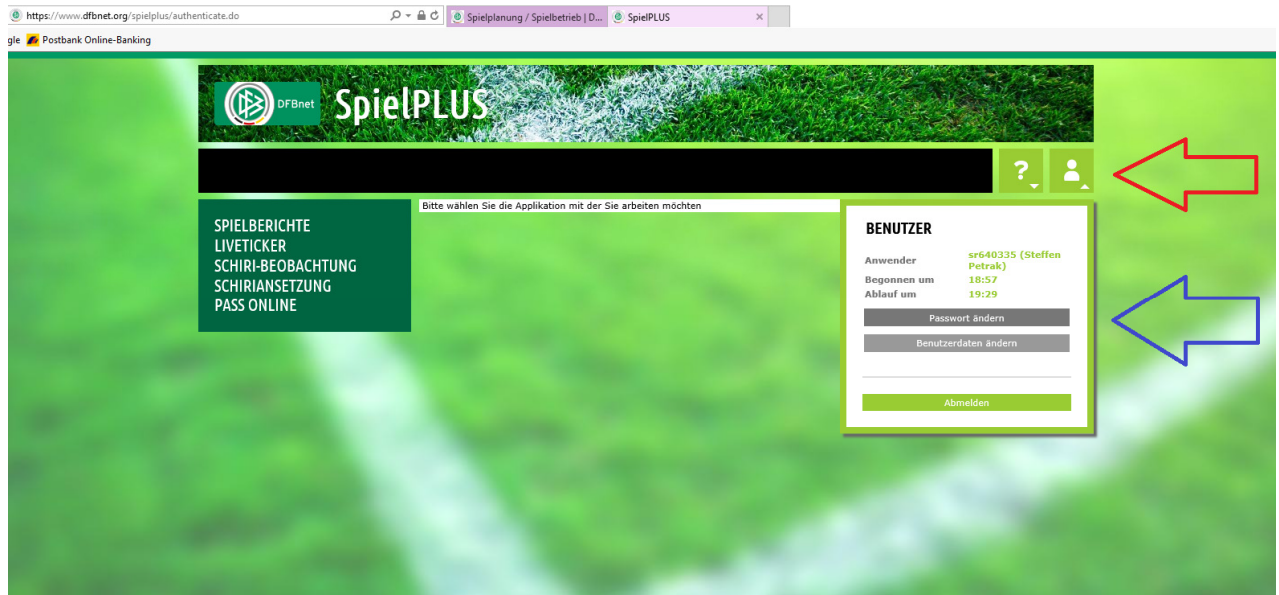 https://www.dfbnet.org/spielplus/authenticate.do
Spielplanung / Spielbetrieb | D...
SpielPLUS
gle
Postbank Online-Banking
DFBnet
SpielPLUS
?
Bitte wählen Sie die Applikation mit der Sie arbeiten möchten
SPIELBERICHTE
LIVETICKER
SCHIRI-BEOBACHTUNG
SCHIRIANSETZUNG
PASS ONLINE
BENUTZER
Anwender sr640335 (Steffen
Petrak)
Begonnen um 18:57
Ablauf um 19:29
Passwort ändern
Benutzerdaten ändern
Abmelden